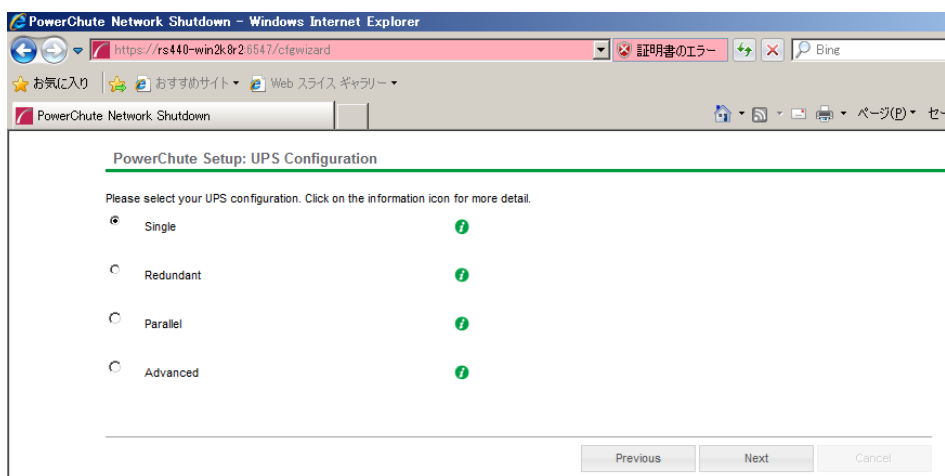 PowerChute Network Shutdown - Windows Internet Explorer
https://rs440-win2k8r2:6547/cfgwizard
証明書のエラー
Bing
お気に入り
おすすめサイト
Web スライス ギャラリー
PowerChute Network Shutdown
ページ(P)
セー
PowerChute Setup: UPS Configuration
Please select your UPS configuration. Click on the information icon for more detail.
Single
Redundant
Parallel
Advanced
Previous
Next
Cancel